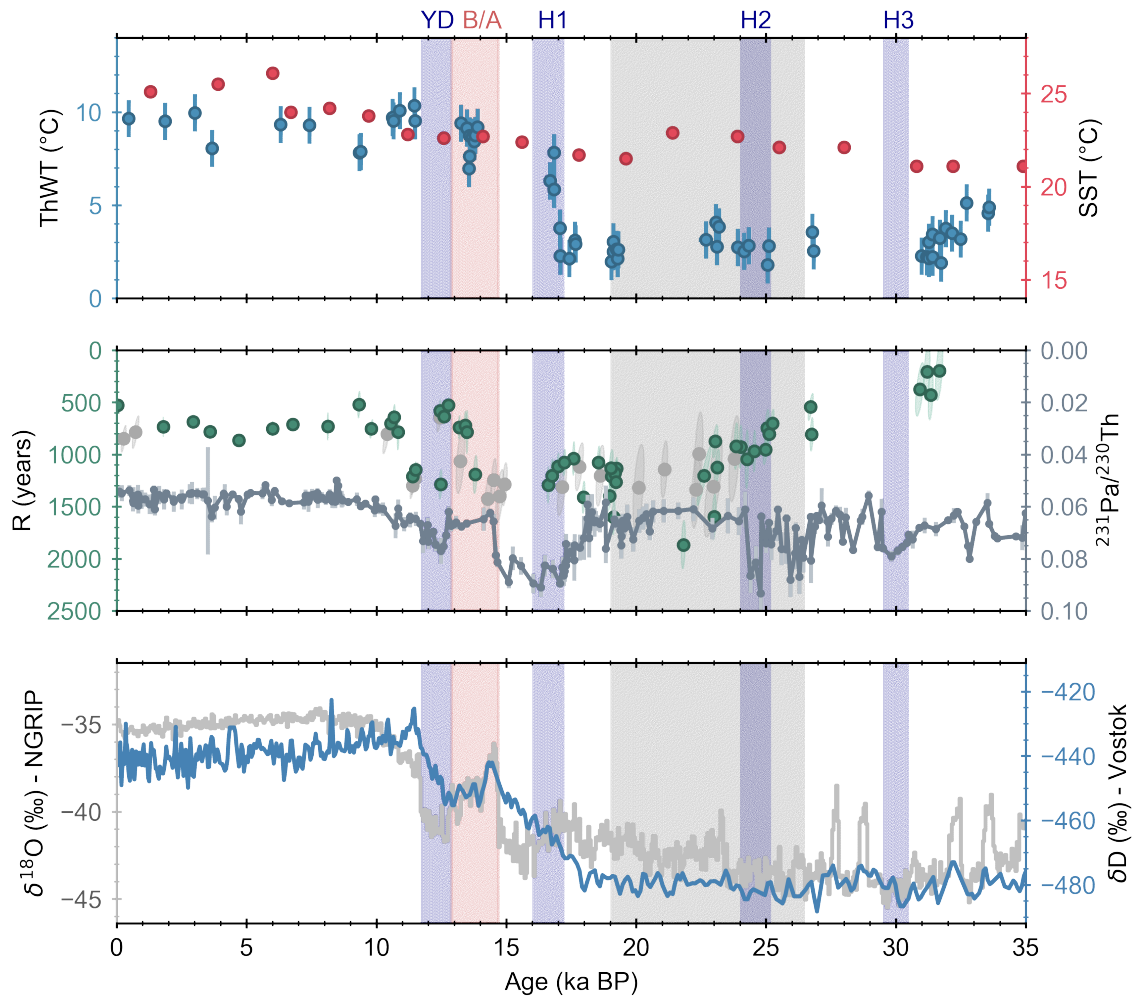 YD B/A H1 H2 H3
ThWT (°C)
10
5
0
SST (°C)
25
20
15
R (years)
0
500
1000
1500
2000
2500
²³¹Pa/²³⁰Th
0.00
0.02
0.04
0.06
0.08
0.10
δ¹⁸O (‰) - NGRIP
−35
−40
−45
δD (‰) - Vostok
−420
−440
−460
−480
0 5 10 15 20 25 30 35
Age (ka BP)